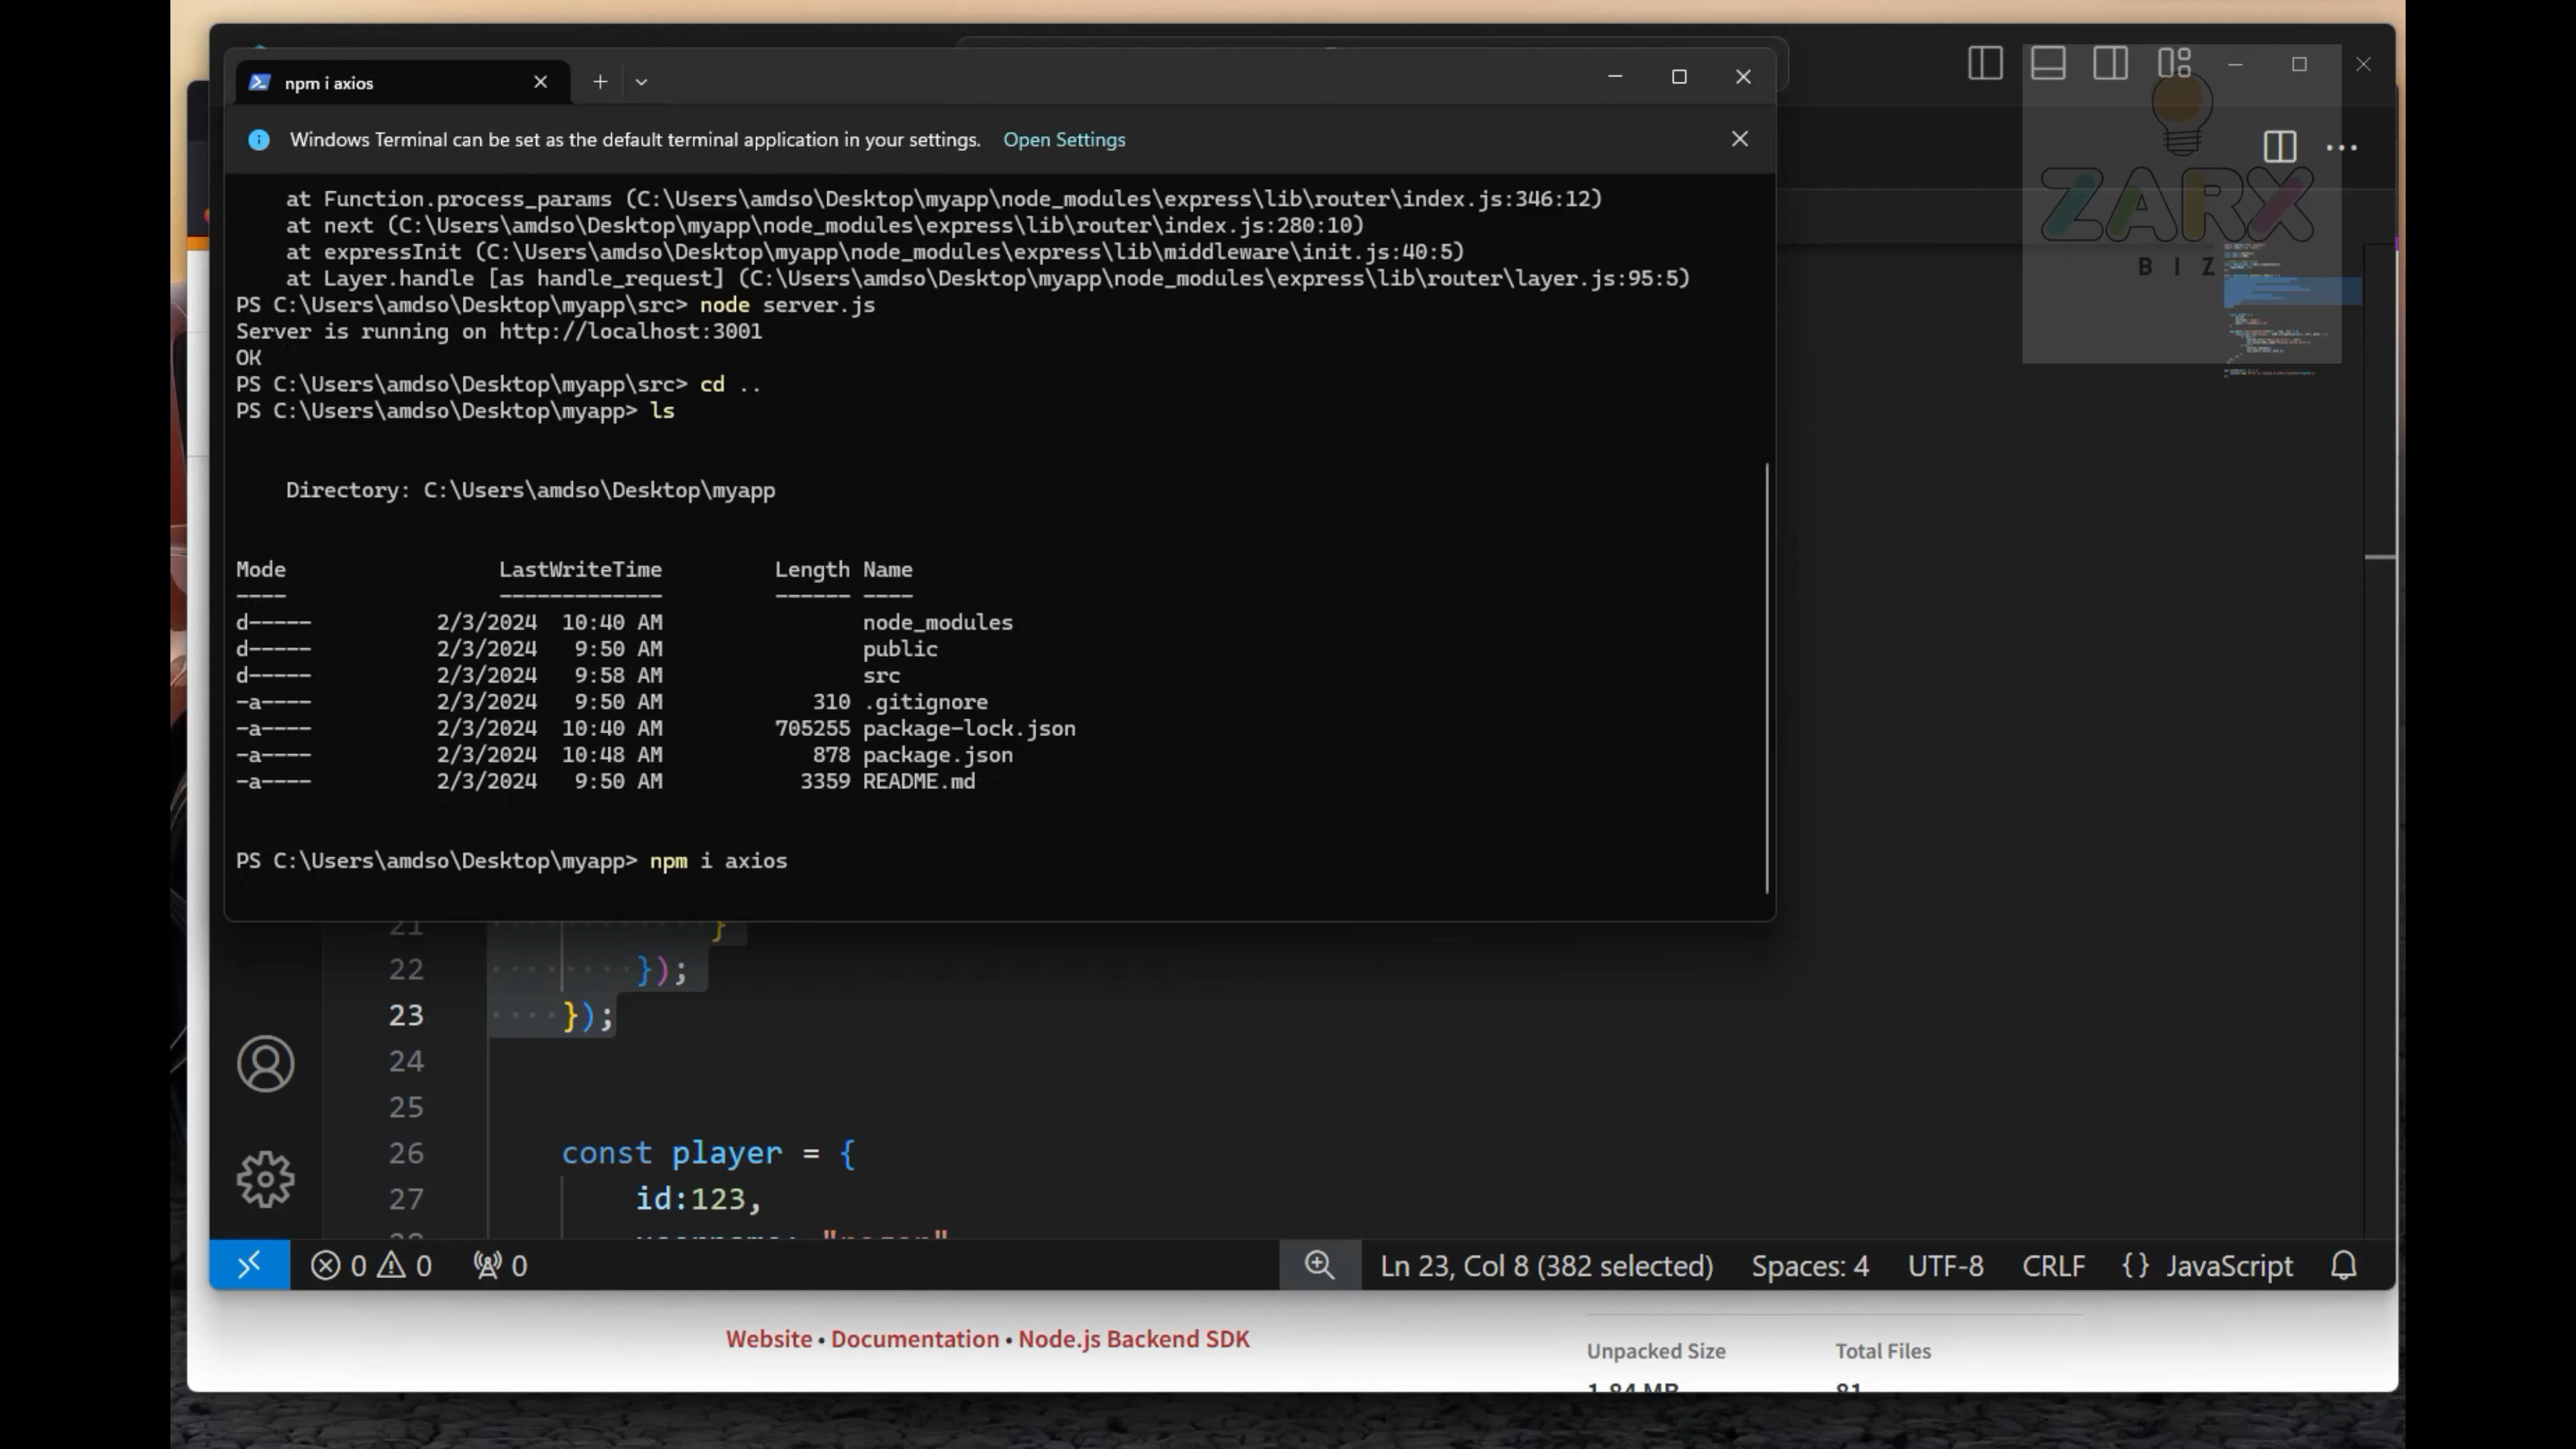 npm i axios
Windows Terminal can be set as the default terminal application in your settings. Open Settings
at Function.process_params (C:\Users\amdso\Desktop\myapp\node_modules\express\lib\router\index.js:346:12)
at next (C:\Users\amdso\Desktop\myapp\node_modules\express\lib\router\index.js:280:10)
at expressInit (C:\Users\amdso\Desktop\myapp\node_modules\express\lib\middleware\init.js:40:5)
at Layer.handle [as handle_request] (C:\Users\amdso\Desktop\myapp\node_modules\express\lib\router\layer.js:95:5)
PS C:\Users\amdso\Desktop\myapp\src> node server.js
Server is running on http://localhost:3001
OK
PS C:\Users\amdso\Desktop\myapp\src> cd ..
PS C:\Users\amdso\Desktop\myapp> ls
Directory: C:\Users\amdso\Desktop\myapp
Mode LastWriteTime Length Name
---- ------------- ------ ----
d----- 2/3/2024 10:40 AM node_modules
d----- 2/3/2024 9:50 AM public
d----- 2/3/2024 9:58 AM src
-a---- 2/3/2024 9:50 AM 310 .gitignore
-a---- 2/3/2024 10:40 AM 705255 package-lock.json
-a---- 2/3/2024 10:48 AM 878 package.json
-a---- 2/3/2024 9:50 AM 3359 README.md
PS C:\Users\amdso\Desktop\myapp> npm i axios
ZARX
BIZ
21 }
22 });
23 });
24
25
26 const player = {
27 id:123,
0 0 0
Ln 23, Col 8 (382 selected) Spaces: 4 UTF-8 CRLF {} JavaScript
Website • Documentation • Node.js Backend SDK
Unpacked Size Total Files